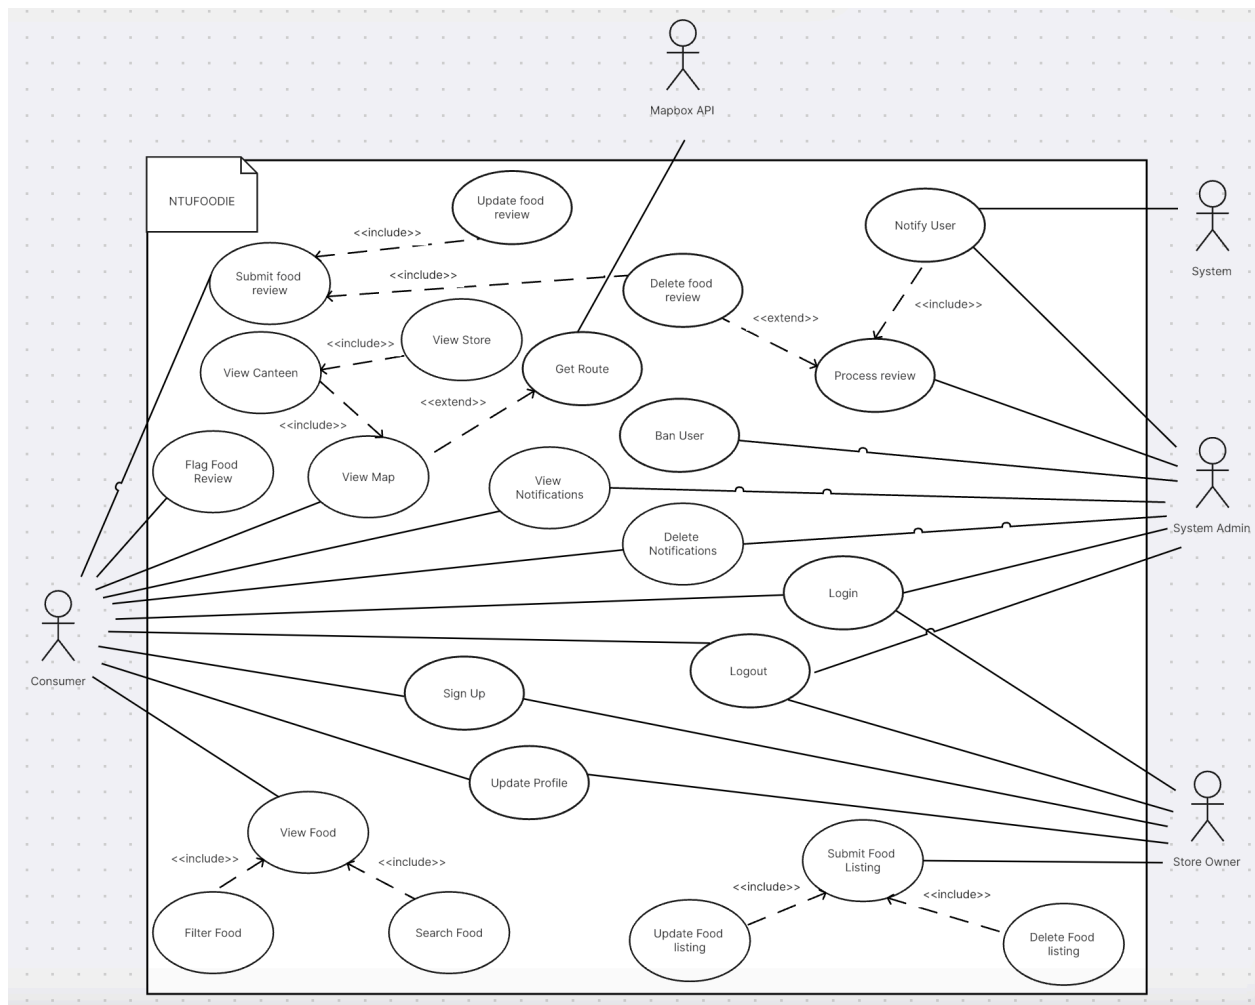 Mapbox API
NTUFOODIE
Update food
review
Notify User
<<include>>
Submit food
review
<<include>>
Delete food
review
System
<<include>>
<<extend>>
View Store
<<include>>
View Canteen
Get Route
Process review
<<extend>>
<<include>>
Ban User
Flag Food
Review
View Map
View
Notifications
System Admin
Delete
Notifications
Login
Consumer
Logout
Sign Up
Update Profile
View Food
Submit Food
Listing
Store Owner
<<include>>
<<include>>
<<include>>
<<include>>
Filter Food
Search Food
Update Food
listing
Delete Food
listing